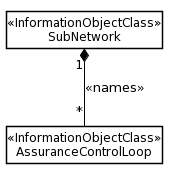 «InformationObjectClass»
SubNetwork
1
«names»
*
«InformationObjectClass»
AssuranceControlLoop